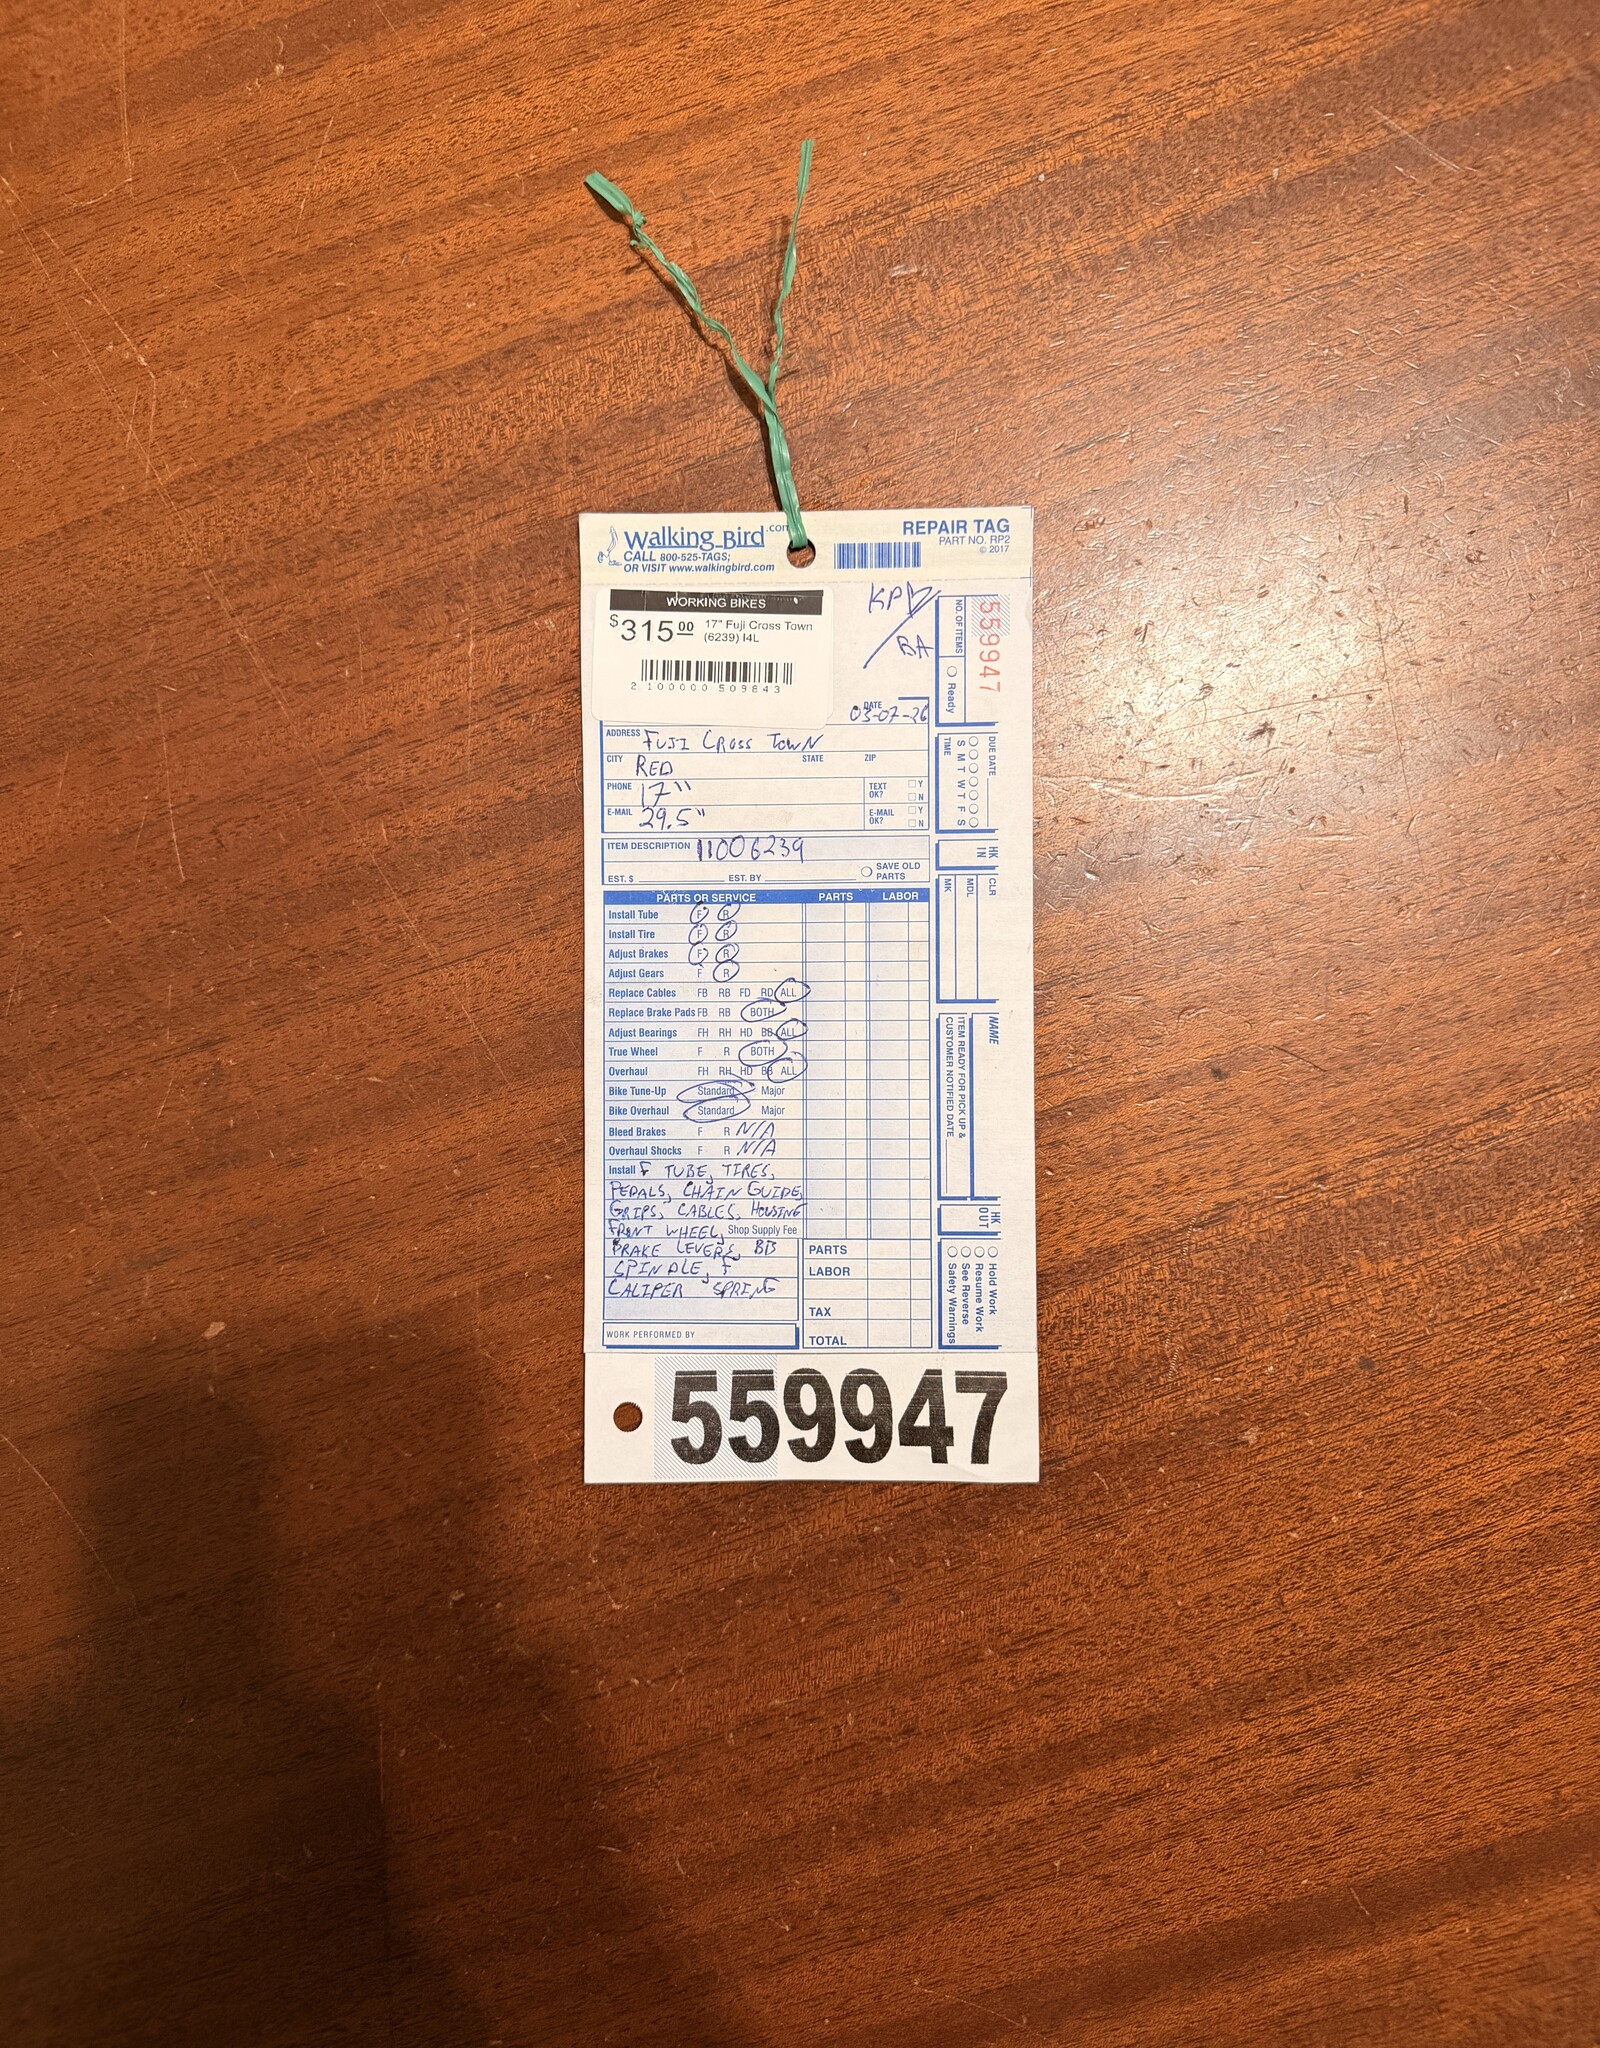 Walking Bird.com
CALL 800-525-TAGS;
OR VISIT www.walkingbird.com
REPAIR TAG
PART NO. RP2
© 2017
WORKING BIKES
$315.00 17" Fuji Cross Town
(6239) I4L
2 100000 509843
KP
BA
DATE
03-07-26
ADDRESS FUJI CROSS TOWN
CITY RED STATE ZIP
PHONE 17" TEXT OK? Y N
E-MAIL 29.5" E-MAIL OK? Y N
ITEM DESCRIPTION 11006239
EST. $ EST. BY SAVE OLD PARTS
PARTS OR SERVICE PARTS LABOR
Install Tube F R
Install Tire F R
Adjust Brakes F R
Adjust Gears F R
Replace Cables FB RB FD RD ALL
Replace Brake Pads FB RB BOTH
Adjust Bearings FH RH HD BB ALL
True Wheel F R BOTH
Overhaul FH RH HD BB ALL
Bike Tune-Up Standard Major
Bike Overhaul Standard Major
Bleed Brakes F R N/A
Overhaul Shocks F R N/A
Install F TUBE, TIRES,
PEDALS, CHAIN GUIDE,
GRIPS, CABLES, HOUSING
FRONT WHEEL, Shop Supply Fee
BRAKE LEVERS, BB
SPINDLE, F
CALIPER SPRING
PARTS
LABOR
TAX
TOTAL
WORK PERFORMED BY
559947
NO. OF ITEMS
Ready
DUE DATE
S M T W T F S
TIME
HK IN
CLR
MDL
MK
NAME
ITEM READY FOR PICK UP &
CUSTOMER NOTIFIED DATE
HK OUT
Hold Work
Resume Work
See Reverse
Safety Warnings
559947